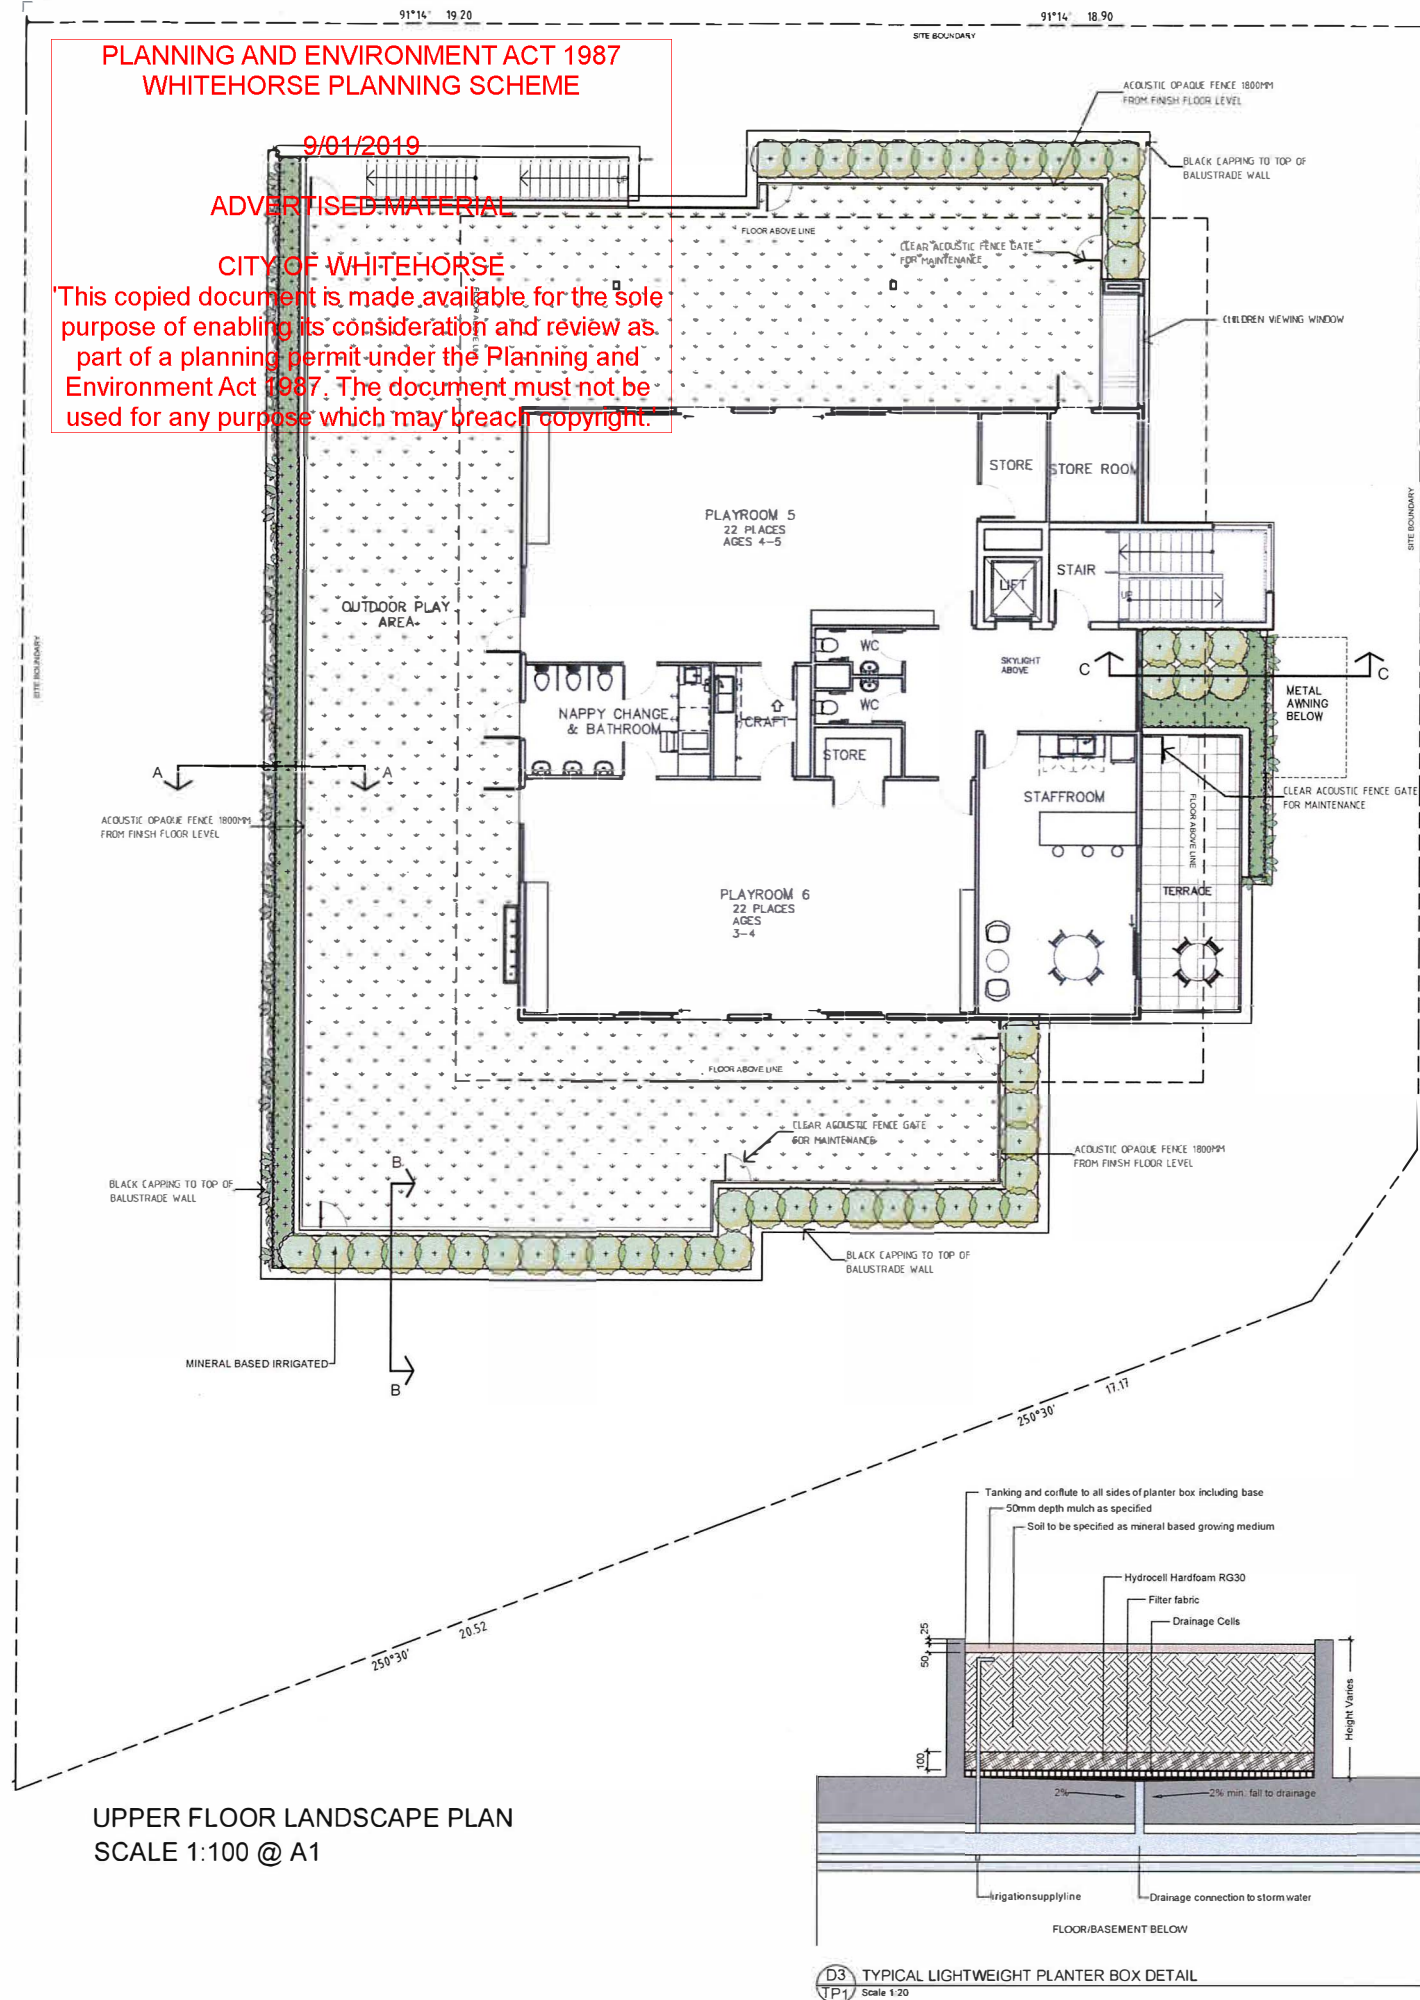 91°14' 19.20
91°14' 18.90
SITE BOUNDARY
PLANNING AND ENVIRONMENT ACT 1987
WHITEHORSE PLANNING SCHEME
9/01/2019
ADVERTISED MATERIAL
CITY OF WHITEHORSE
'This copied document is made available for the sole
purpose of enabling its consideration and review as
part of a planning permit under the Planning and
Environment Act 1987. The document must not be
used for any purpose which may breach copyright.'
ACOUSTIC OPAQUE FENCE 1800MM
FROM FINISH FLOOR LEVEL
BLACK CAPPING TO TOP OF
BALUSTRADE WALL
FLOOR ABOVE LINE
CLEAR ACOUSTIC FENCE GATE
FOR MAINTENANCE
FLOOR ABOVE LINE
CHILDREN VIEWING WINDOW
STORE
STORE ROOM
PLAYROOM 5
22 PLACES
AGES 4-5
SITE BOUNDARY
LIFT
STAIR
UP
OUTDOOR PLAY
AREA
SITE BOUNDARY
WC
SKYLIGHT
ABOVE
C
C
METAL
AWNING
BELOW
NAPPY CHANGE
& BATHROOM
CRAFT
WC
STORE
A
A
STAFFROOM
CLEAR ACOUSTIC FENCE GATE
FOR MAINTENANCE
ACOUSTIC OPAQUE FENCE 1800MM
FROM FINISH FLOOR LEVEL
FLOOR ABOVE LINE
TERRACE
PLAYROOM 6
22 PLACES
AGES
3-4
FLOOR ABOVE LINE
CLEAR ACOUSTIC FENCE GATE
FOR MAINTENANCE
ACOUSTIC OPAQUE FENCE 1800MM
FROM FINISH FLOOR LEVEL
B
BLACK CAPPING TO TOP OF
BALUSTRADE WALL
BLACK CAPPING TO TOP OF
BALUSTRADE WALL
MINERAL BASED IRRIGATED
B
250°30' 17.17
250°30' 20.52
Tanking and corflute to all sides of planter box including base
50mm depth mulch as specified
Soil to be specified as mineral based growing medium
Hydrocell Hardfoam RG30
Filter fabric
Drainage Cells
25
50
100
Height Varies
2%
2% min. fall to drainage
Irrigation supply line
Drainage connection to storm water
FLOOR/BASEMENT BELOW
UPPER FLOOR LANDSCAPE PLAN
SCALE 1:100 @ A1
D3
TP1
TYPICAL LIGHTWEIGHT PLANTER BOX DETAIL
Scale 1:20